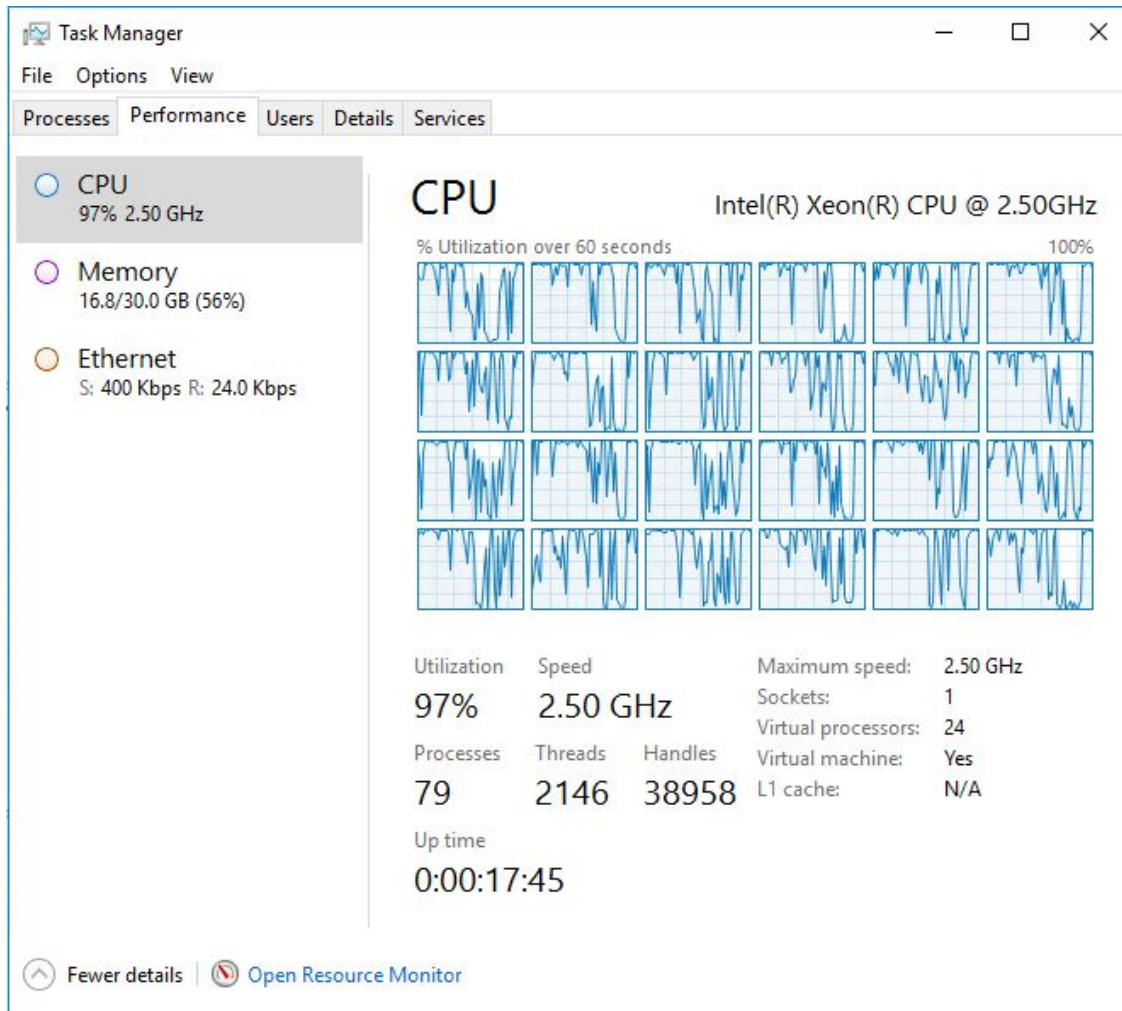 Task Manager
File Options View
Processes Performance Users Details Services
CPU
97% 2.50 GHz
Memory
16.8/30.0 GB (56%)
Ethernet
S: 400 Kbps R: 24.0 Kbps
CPU Intel(R) Xeon(R) CPU @ 2.50GHz
% Utilization over 60 seconds 100%
Utilization Speed
97% 2.50 GHz
Processes Threads Handles
79 2146 38958
Up time
0:00:17:45
Maximum speed: 2.50 GHz
Sockets: 1
Virtual processors: 24
Virtual machine: Yes
L1 cache: N/A
Fewer details Open Resource Monitor